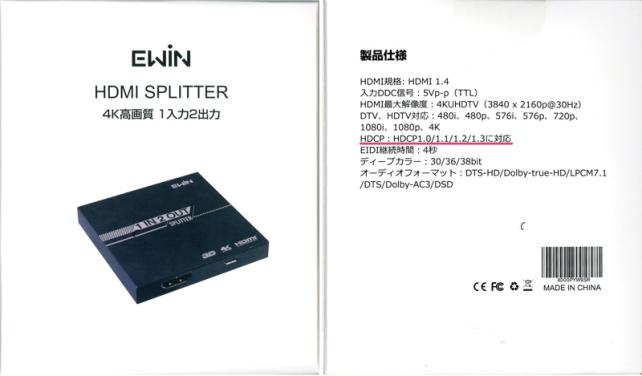 EWiN
HDMI SPLITTER
4K高画質 1入力2出力
EWiN
1 IN 2 OUT
SPLITTER
3D 4K HDMI
製品仕様
HDMI規格: HDMI 1.4
入力DDC信号：5Vp-p（TTL）
HDMI最大解像度：4KUHDTV（3840 x 2160p@30Hz）
DTV、HDTV対応：480i、480p、576i、576p、720p、
1080i、1080p、4K
HDCP：HDCP1.0/1.1/1.2/1.3に対応
EIDI継続時間：4秒
ディープカラー：30/36/38bit
オーディオフォーマット：DTS-HD/Dolby-true-HD/LPCM7.1
/DTS/Dolby-AC3/DSD
CE FC
MADE IN CHINA